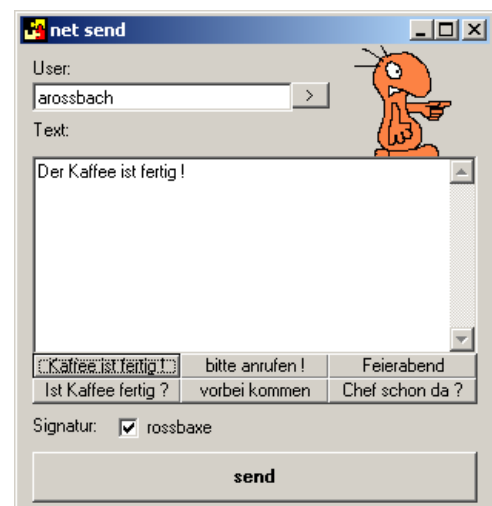 net send
User:
arossbach >
Text:
Der Kaffee ist fertig !
Kaffee ist fertig ! bitte anrufen ! Feierabend
Ist Kaffee fertig ? vorbei kommen Chef schon da ?
Signatur: rossbaxe
send